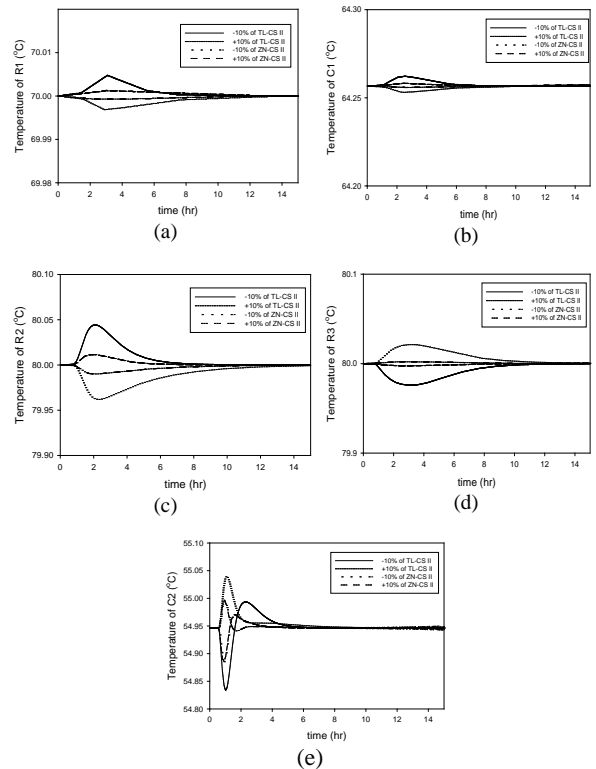 -10% of TL-CS II
+10% of TL-CS II
-10% of ZN-CS II
+10% of ZN-CS II
Temperature of R1 (°C)
70.01
70.00
69.99
69.98
0 2 4 6 8 10 12 14
time (hr)
(a)
-10% of TL-CS II
+10% of TL-CS II
-10% of ZN-CS II
+10% of ZN-CS II
Temperature of C1 (°C)
64.30
64.25
64.20
0 2 4 6 8 10 12 14
time (hr)
(b)
-10% of TL-CS II
+10% of TL-CS II
-10% of ZN-CS II
+10% of ZN-CS II
Temperature of R2 (°C)
80.10
80.05
80.00
79.95
79.90
0 2 4 6 8 10 12 14
time (hr)
(c)
-10% of TL-CS II
+10% of TL-CS II
-10% of ZN-CS II
+10% of ZN-CS II
Temperature of R3 (°C)
80.1
80.0
79.9
0 2 4 6 8 10 12 14
time (hr)
(d)
-10% of TL-CS II
+10% of TL-CS II
-10% of ZN-CS II
+10% of ZN-CS II
Temperature of C2 (°C)
55.10
55.05
55.00
54.95
54.90
54.85
54.80
0 2 4 6 8 10 12 14
time (hr)
(e)